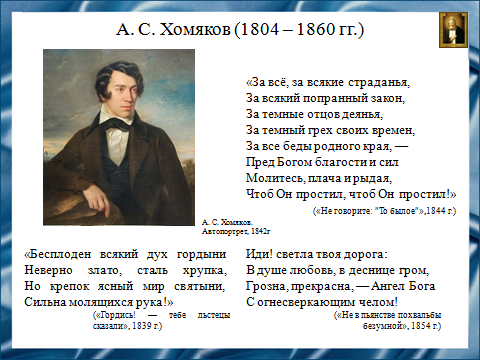 А. С. Хомяков (1804 – 1860 гг.)
«За всё, за всякие страданья,
За всякий попранный закон,
За темные отцов деянья,
За темный грех своих времен,
За все беды родного края, —
Пред Богом благости и сил
Молитесь, плача и рыдая,
Чтоб Он простил, чтоб Он простил!»
(«Не говорите: "То былое"»,1844 г.)
А. С. Хомяков.
Автопортрет, 1842г
«Бесплоден всякий дух гордыни
Неверно злато, сталь хрупка,
Но крепок ясный мир святыни,
Сильна молящихся рука!»
(«Гордись! — тебе льстецы
сказали», 1839 г.)
Иди! светла твоя дорога:
В душе любовь, в деснице гром,
Грозна, прекрасна, — Ангел Бога
С огнесверкающим челом!
(«Не в пьянстве похвальбы
безумной», 1854 г.)